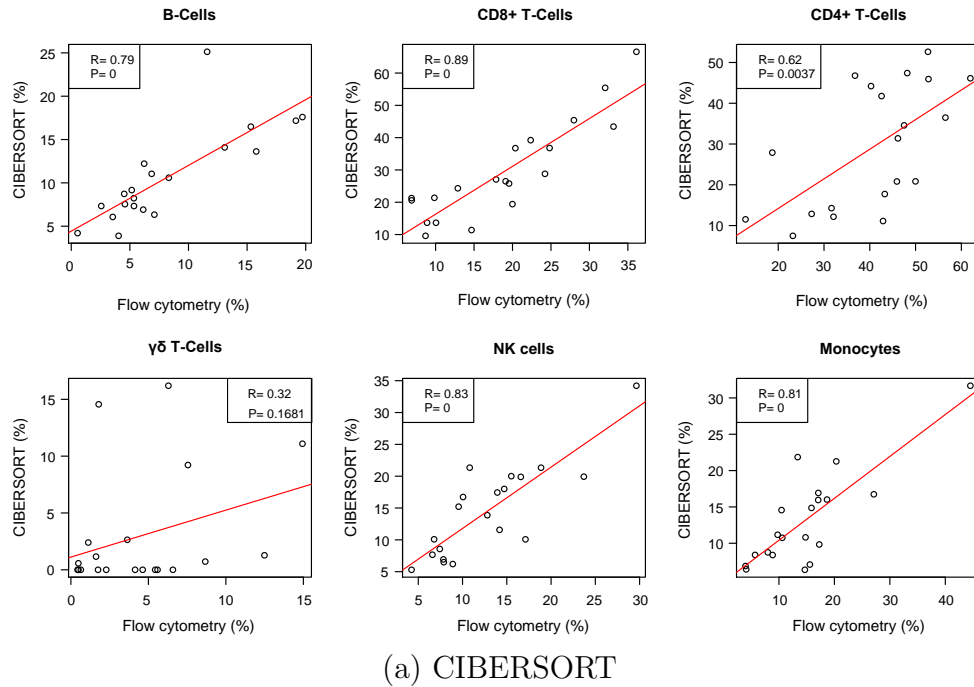 B-Cells
R= 0.79
P= 0
CIBERSORT (%)
25
20
15
10
5
0 5 10 15 20
Flow cytometry (%)
CD8+ T-Cells
R= 0.89
P= 0
CIBERSORT (%)
60
50
40
30
20
10
10 15 20 25 30 35
Flow cytometry (%)
CD4+ T-Cells
R= 0.62
P= 0.0037
CIBERSORT (%)
50
40
30
20
10
20 30 40 50 60
Flow cytometry (%)
γδ T-Cells
R= 0.32
P= 0.1681
CIBERSORT (%)
15
10
5
0
0 5 10 15
Flow cytometry (%)
NK cells
R= 0.83
P= 0
CIBERSORT (%)
35
30
25
20
15
10
5
5 10 15 20 25 30
Flow cytometry (%)
Monocytes
R= 0.81
P= 0
CIBERSORT (%)
30
25
20
15
10
10 20 30 40
Flow cytometry (%)
(a) CIBERSORT